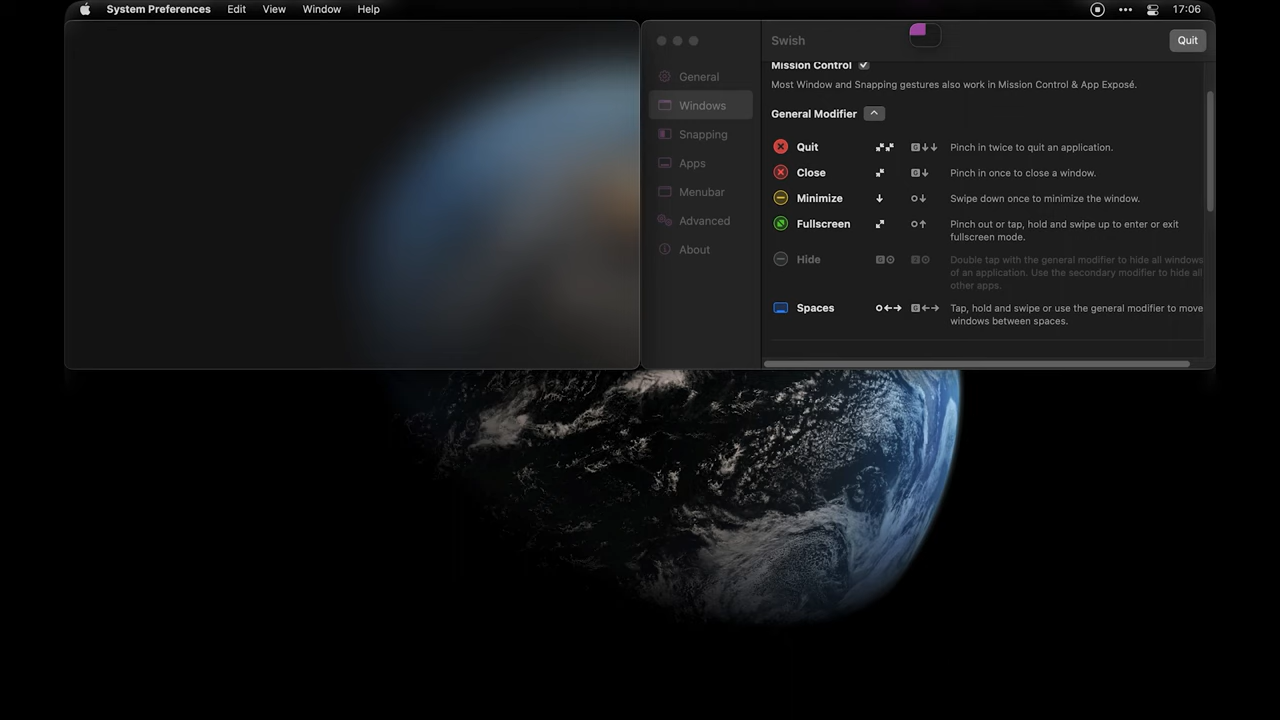 System Preferences Edit View Window Help 17:06
Swish Quit
General
Windows
Snapping
Apps
Menubar
Advanced
About
Mission Control
Most Window and Snapping gestures also work in Mission Control & App Exposé.
General Modifier
Quit Pinch in twice to quit an application.
Close Pinch in once to close a window.
Minimize Swipe down once to minimize the window.
Fullscreen Pinch out or tap, hold and swipe up to enter or exit
fullscreen mode.
Hide Double tap with the general modifier to hide all windows
of an application. Use the secondary modifier to hide all
other apps.
Spaces Tap, hold and swipe or use the general modifier to move
windows between spaces.